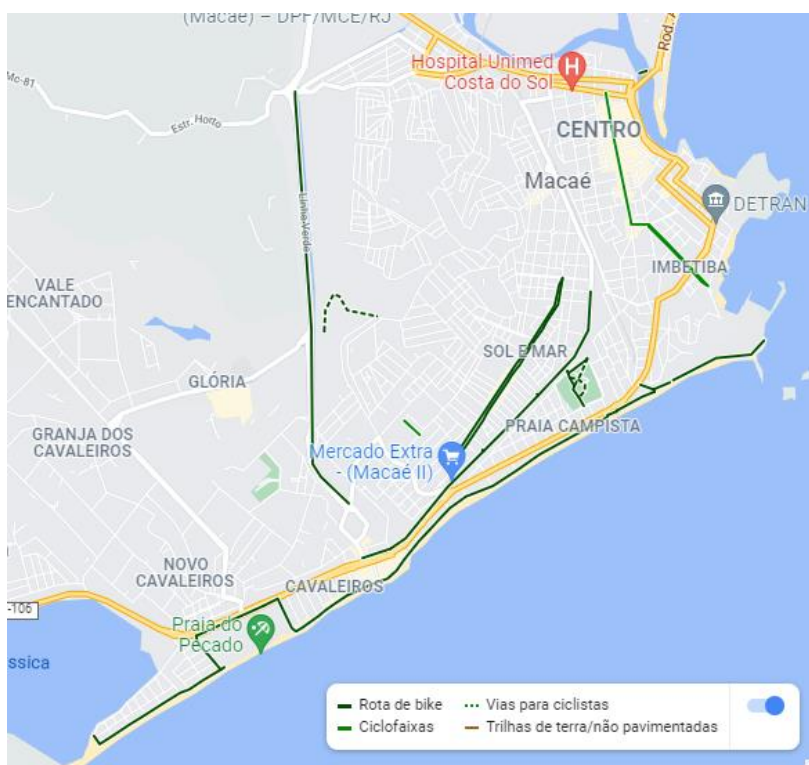 (Macaé) – DPF/MCE/RJ
Hospital Unimed
Costa do Sol
H
Rod. A
Mc-81
Estr. Horto
CENTRO
Macaé
DETRAN
Linha Verde
IMBETIBA
VALE
ENCANTADO
SOL E MAR
GLÓRIA
PRAIA CAMPISTA
GRANJA DOS
CAVALEIROS
Mercado Extra
- (Macaé II)
NOVO
CAVALEIROS
CAVALEIROS
-106
Praia do
Pecado
ssica
Rota de bike
Vias para ciclistas
Ciclofaixas
Trilhas de terra/não pavimentadas